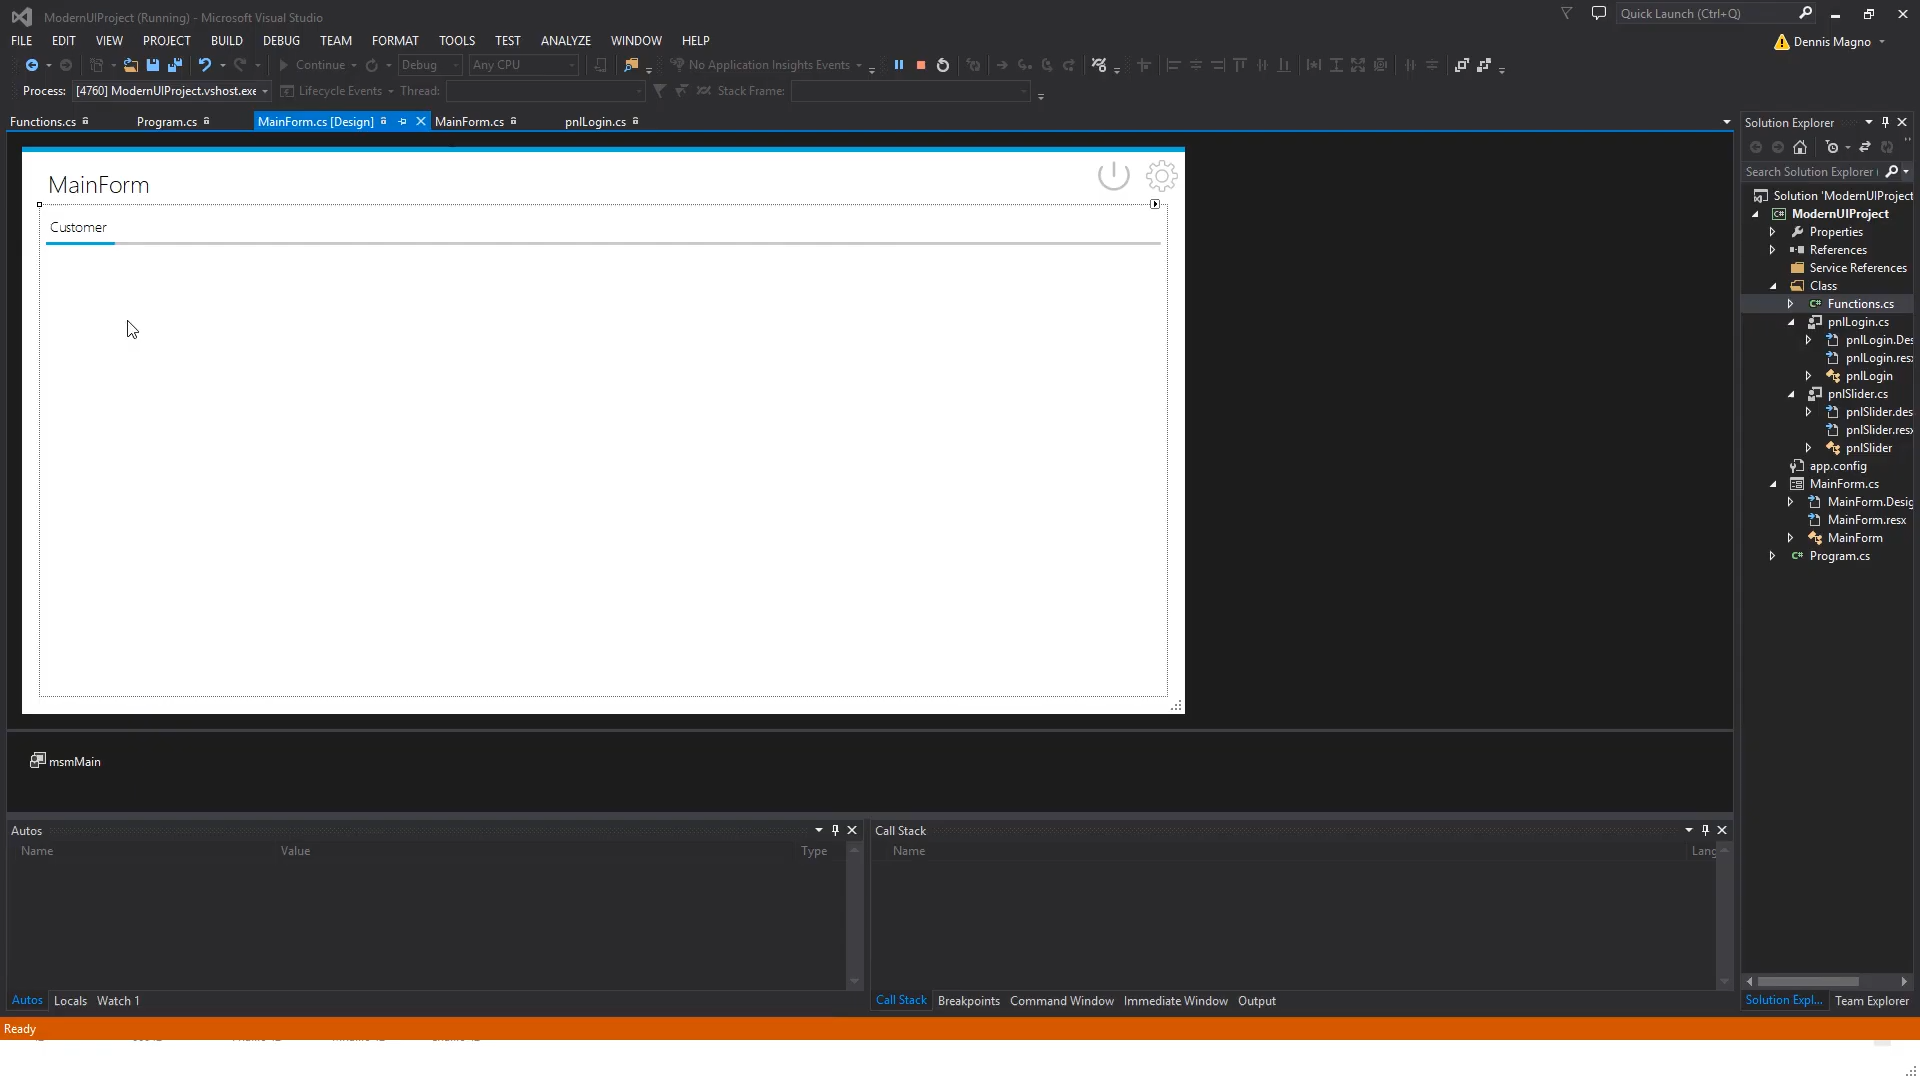 ModernUIProject (Running) - Microsoft Visual Studio
Quick Launch (Ctrl+Q)
FILE EDIT VIEW PROJECT BUILD DEBUG TEAM FORMAT TOOLS TEST ANALYZE WINDOW HELP
Dennis Magno
Continue Debug Any CPU No Application Insights Events
Process: [4760] ModernUIProject.vshost.exe Lifecycle Events Thread: Stack Frame:
Functions.cs Program.cs MainForm.cs [Design] MainForm.cs pnlLogin.cs
MainForm
Customer
msmMain
Autos
Name Value Type
Autos Locals Watch 1
Call Stack
Name Lang
Call Stack Breakpoints Command Window Immediate Window Output
Solution Explorer
Search Solution Explorer (
Solution 'ModernUIProject
ModernUIProject
Properties
References
Service References
Class
Functions.cs
pnlLogin.cs
pnlLogin.Des
pnlLogin.resx
pnlLogin
pnlSlider.cs
pnlSlider.des
pnlSlider.resx
pnlSlider
app.config
MainForm.cs
MainForm.Desig
MainForm.resx
MainForm
Program.cs
Solution Expl... Team Explorer
Ready